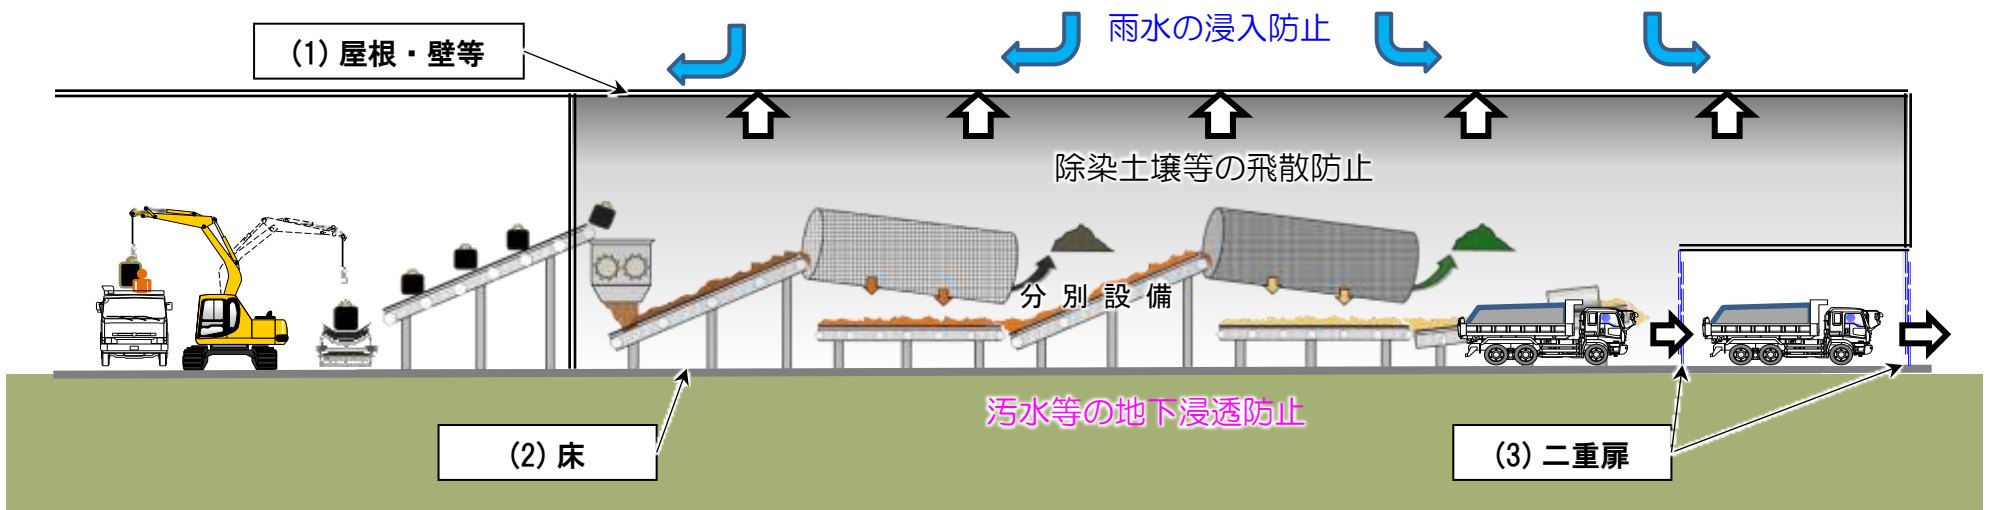 雨水の浸入防止
(1) 屋根・壁等
除染土壌等の飛散防止
分別設備
汚水等の地下浸透防止
(2) 床
(3) 二重扉